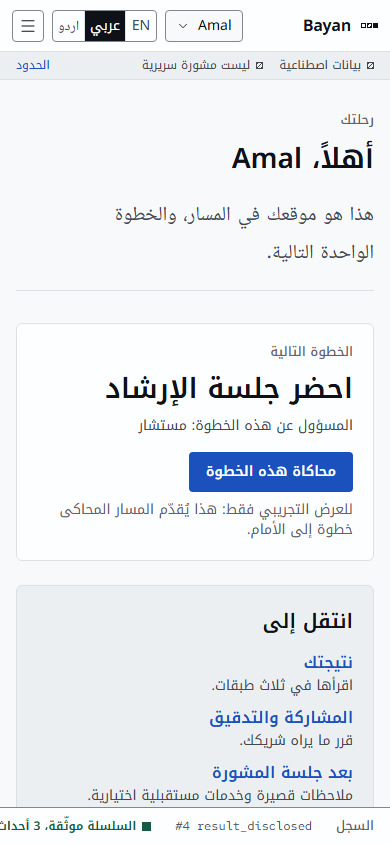 Bayan
Amal
EN عربي اردو
بيانات اصطناعية ليست مشورة سريرية الحدود
رحلتك
أهلاً، Amal
هذا هو موقعك في المسار، والخطوة
الواحدة التالية.
الخطوة التالية
احضر جلسة الإرشاد
المسؤول عن هذه الخطوة: مستشار
محاكاة هذه الخطوة
للعرض التجريبي فقط: هذا يُقدّم المسار المحاكى
خطوة إلى الأمام.
انتقل إلى
نتيجتك
اقرأها في ثلاث طبقات.
المشاركة والتدقيق
قرر ما يراه شريكك.
بعد جلسة المشورة
ملاحظات قصيرة وخدمات مستقبلية اختيارية.
السجل #4 result_disclosed السلسلة موثّقة، 3 أحداث